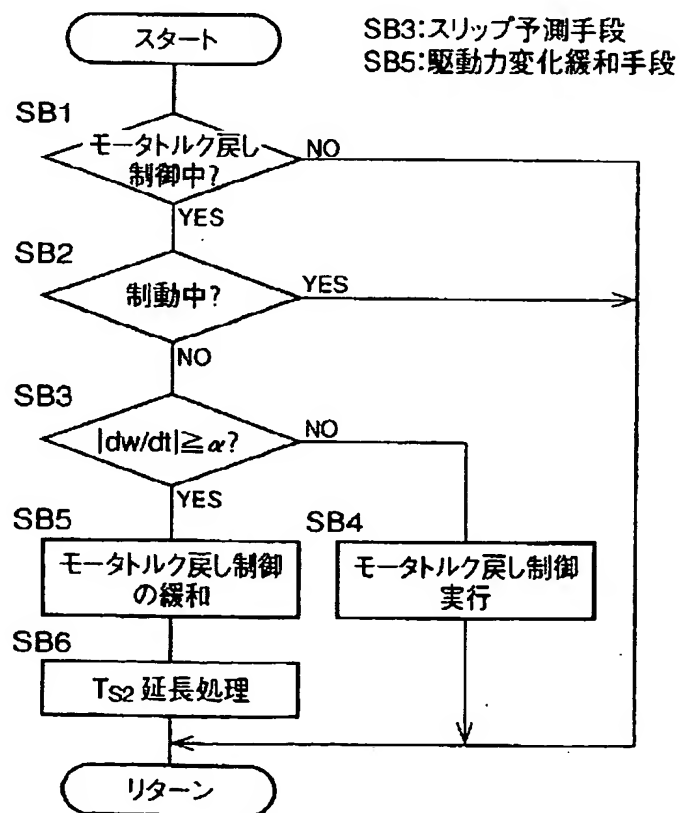 スタート
SB3:スリップ予測手段
SB5:駆動力変化緩和手段
SB1
モータトルク戻し
制御中?
NO
YES
SB2
制動中?
YES
NO
SB3
|dw/dt|≧α?
NO
YES
SB5
モータトルク戻し制御
の緩和
SB4
モータトルク戻し制御
実行
SB6
TS2 延長処理
リターン